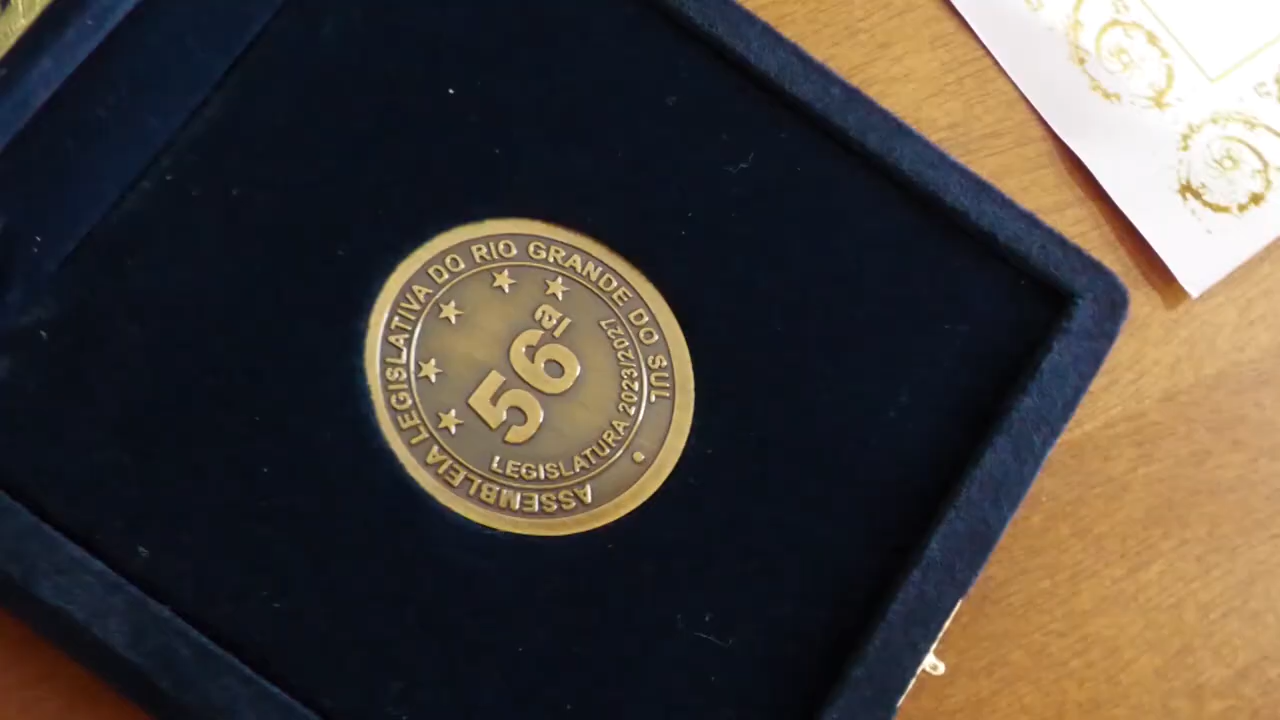 ASSEMBLEIA LEGISLATIVA DO RIO GRANDE DO SUL
56ª
LEGISLATURA 2023/2027